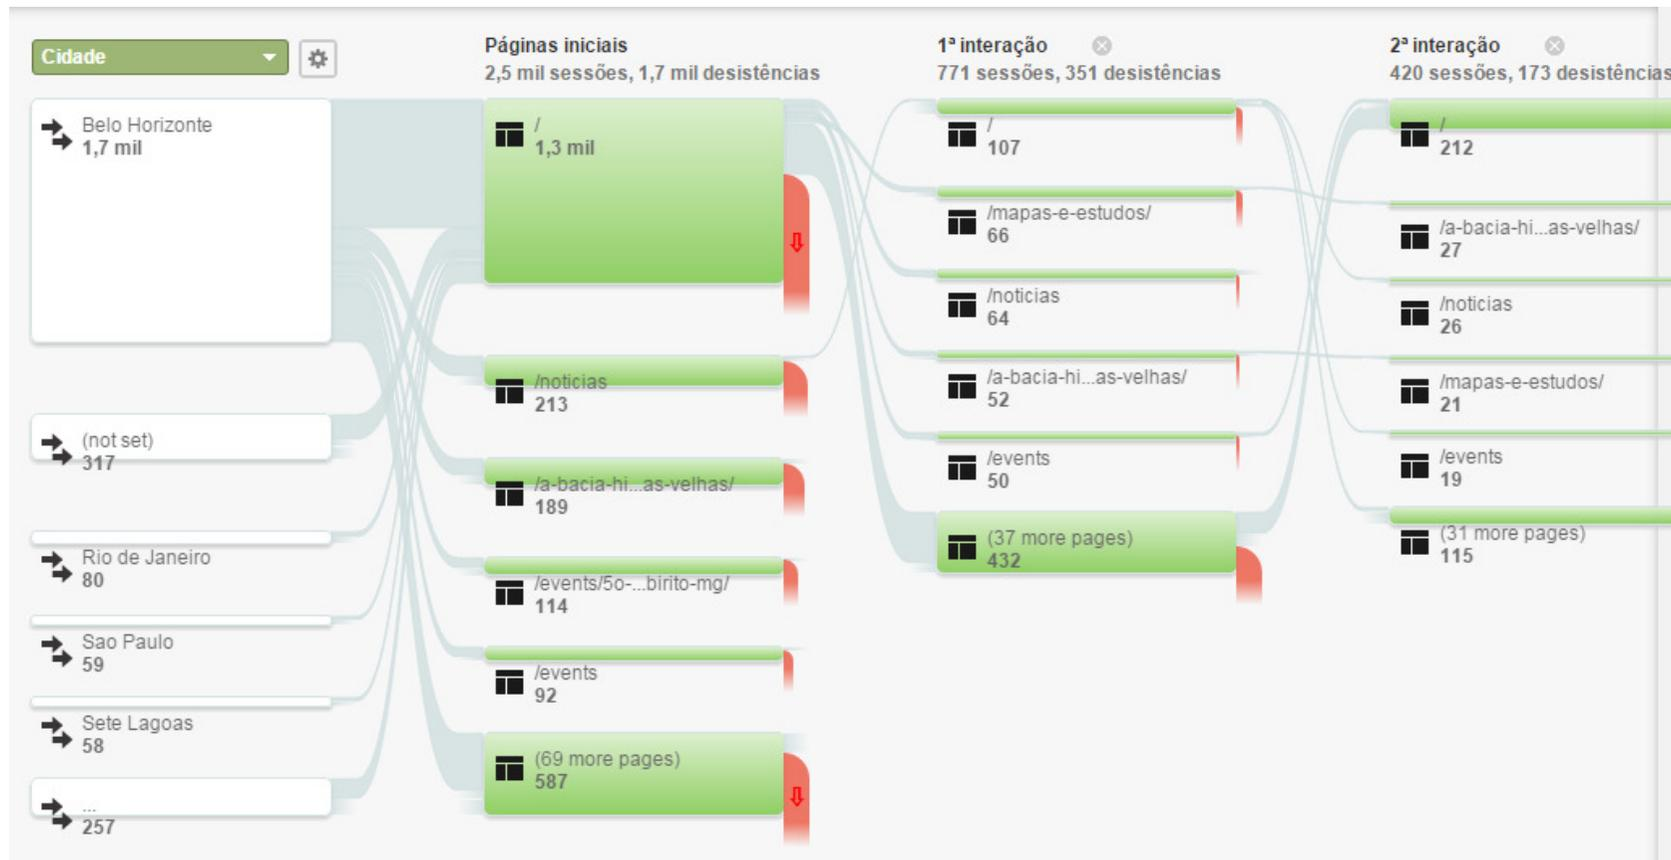 Cidade
Páginas iniciais
2,5 mil sessões, 1,7 mil desistências
1ª interação
771 sessões, 351 desistências
2ª interação
420 sessões, 173 desistências
Belo Horizonte
1,7 mil
(not set)
317
Rio de Janeiro
80
Sao Paulo
59
Sete Lagoas
58
...
257
/
1,3 mil
/noticias
213
/a-bacia-hi...as-velhas/
189
/events/5o-...birito-mg/
114
/events
92
(69 more pages)
587
/
107
/mapas-e-estudos/
66
/noticias
64
/a-bacia-hi...as-velhas/
52
/events
50
(37 more pages)
432
/
212
/a-bacia-hi...as-velhas/
27
/noticias
26
/mapas-e-estudos/
21
/events
19
(31 more pages)
115